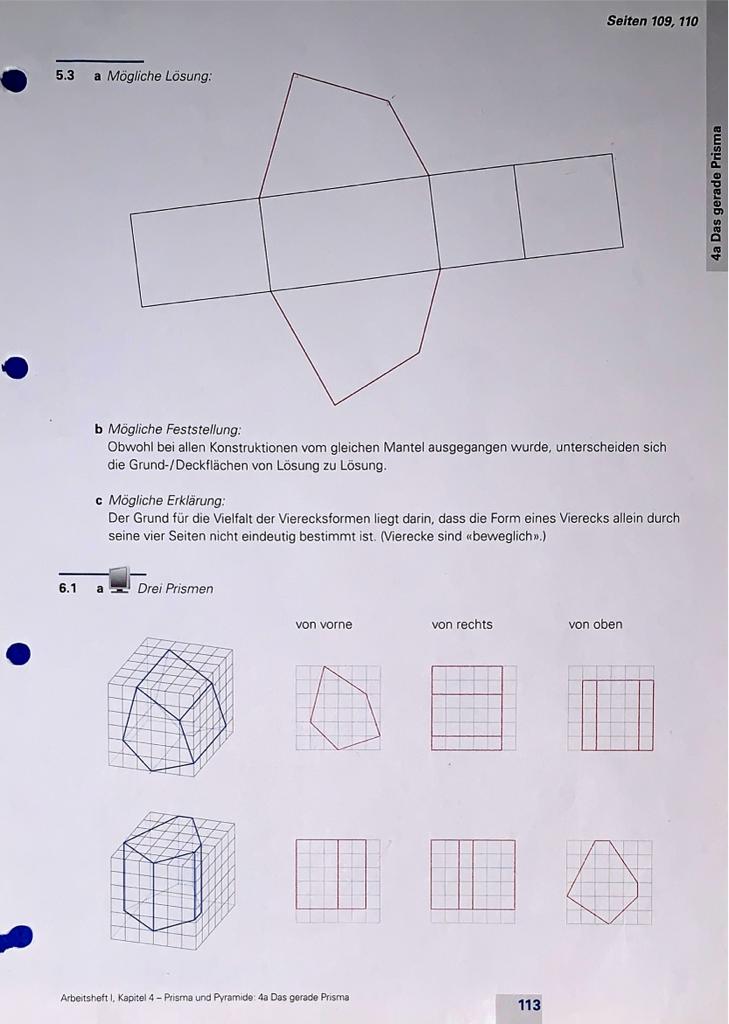 Seiten 109, 110
4a Das gerade Prisma
5.3 a Mögliche Lösung:
b Mögliche Feststellung:
Obwohl bei allen Konstruktionen vom gleichen Mantel ausgegangen wurde, unterscheiden sich
die Grund-/Deckflächen von Lösung zu Lösung.
c Mögliche Erklärung:
Der Grund für die Vielfalt der Vierecksformen liegt darin, dass die Form eines Vierecks allein durch
seine vier Seiten nicht eindeutig bestimmt ist. (Vierecke sind «beweglich».)
6.1 a Drei Prismen
von vorne von rechts von oben
Arbeitsheft I, Kapitel 4 – Prisma und Pyramide: 4a Das gerade Prisma
113